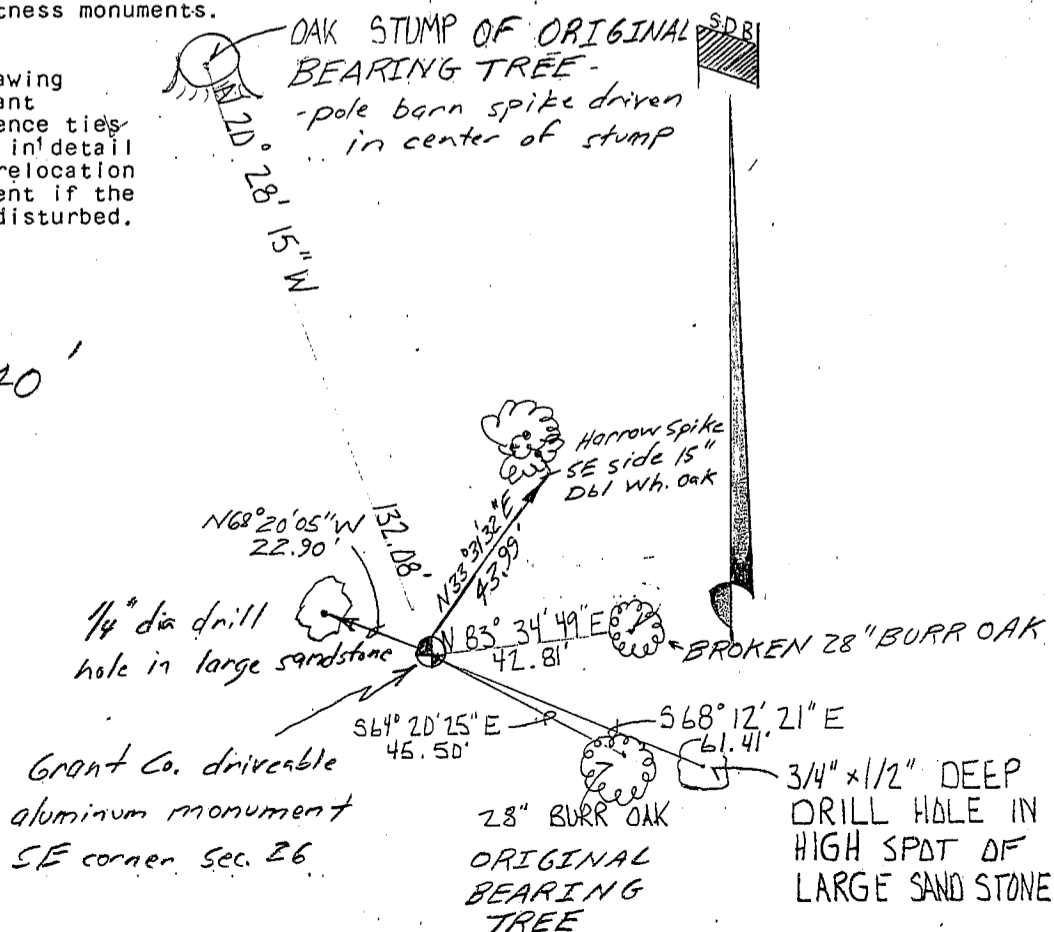 tness monuments.
awing
ant
ence ties
in detail
relocation
ent if the
disturbed.
20'
OAK STUMP OF ORIGINAL
BEARING TREE-
-pole barn spike driven
in center of stump
S.D.B.
N 20° 28' 15" W
132.08'
Harrow Spike
SE side 15"
Dbl Wh. Oak
N33°31'32"E
43.99'
N68°20'05"W
22.90'
1/4" dia drill
hole in large sandstone
N 83° 34' 49" E
42.81'
BROKEN 28" BURR OAK
S64° 20' 25" E
45.50'
S68° 12' 21" E
61.41'
Grant Co. driveable
aluminum monument
SE corner Sec. 26
28" BURR OAK
ORIGINAL
BEARING
TREE
3/4" x 1/2" DEEP
DRILL HOLE IN
HIGH SPOT OF
LARGE SAND STONE